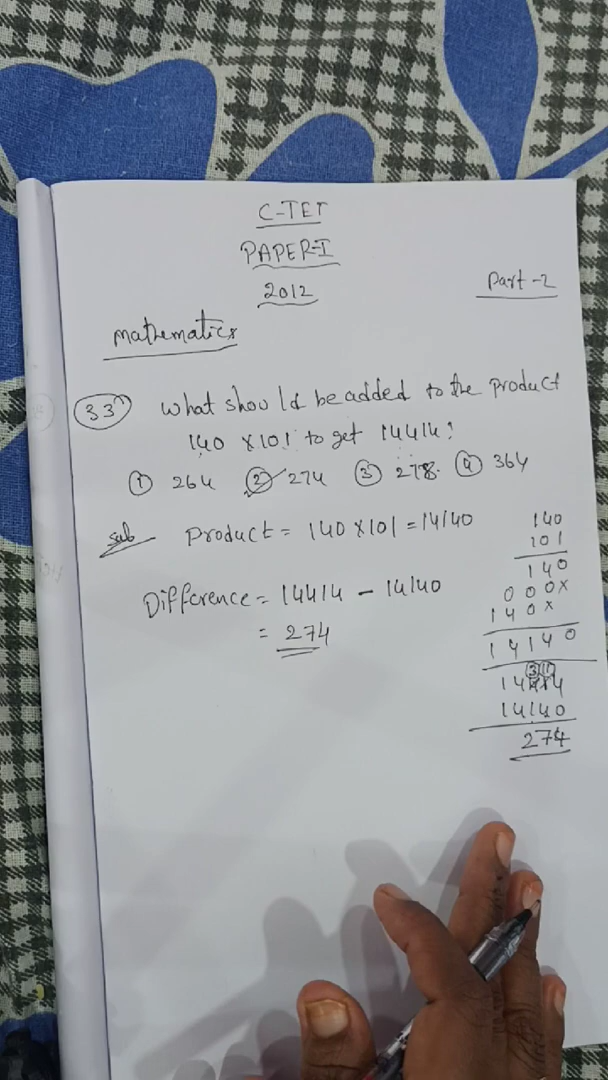 C-TET
PAPER-I
2012
Part-2
Mathematics
33) What should be added to the product
140 x 101 to get 14414?
① 264 ② 274 ③ 278. ④ 364
Product = 140 x 101 = 14140
Difference = 14414 - 14140
= 274
140
101
140
000x
140x
14140
3 11
14414
14140
274